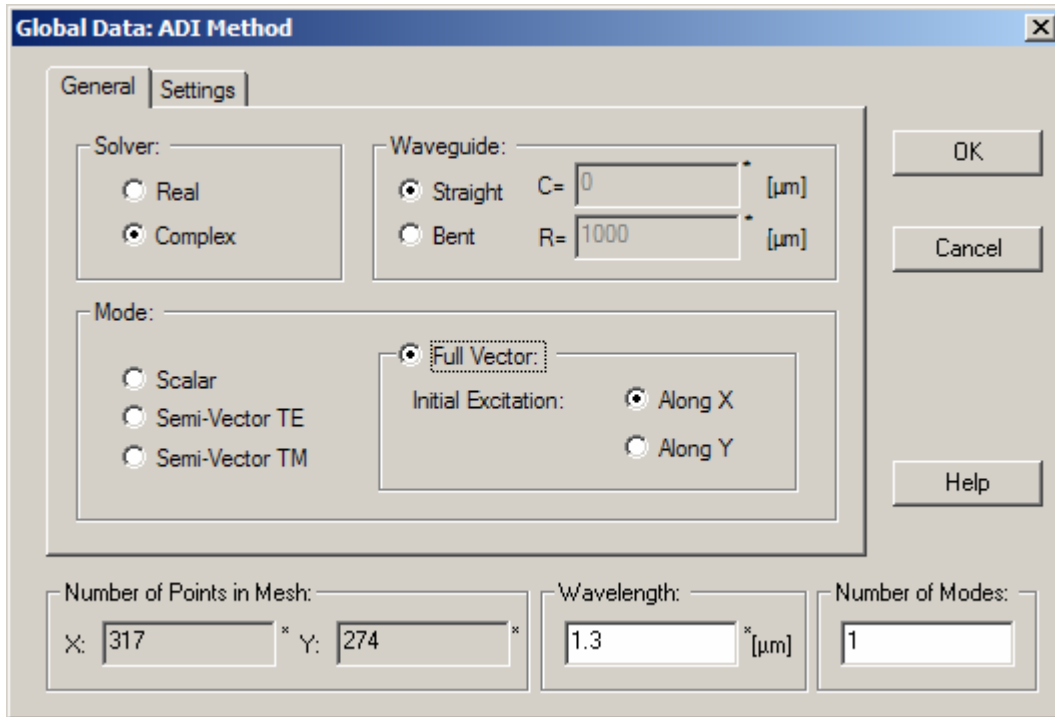 Global Data: ADI Method
General Settings
Solver:
Real
Complex
Waveguide:
Straight C= 0 * [µm]
Bent R= 1000 * [µm]
OK
Cancel
Mode:
Scalar
Semi-Vector TE
Semi-Vector TM
Full Vector:
Initial Excitation: Along X
Along Y
Help
Number of Points in Mesh:
X: 317 * Y: 274 *
Wavelength:
1.3 * [µm]
Number of Modes:
1